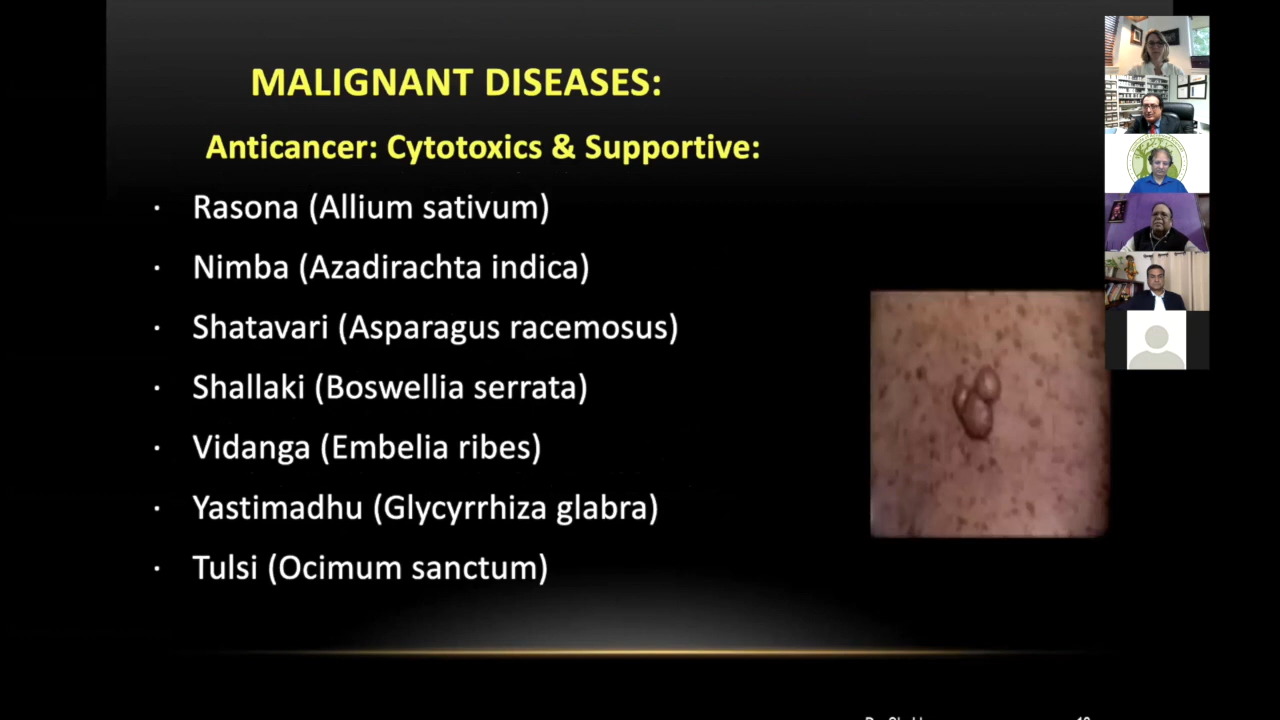 MALIGNANT DISEASES:
Anticancer: Cytotoxics & Supportive:
· Rasona (Allium sativum)
· Nimba (Azadirachta indica)
· Shatavari (Asparagus racemosus)
· Shallaki (Boswellia serrata)
· Vidanga (Embelia ribes)
· Yastimadhu (Glycyrrhiza glabra)
· Tulsi (Ocimum sanctum)